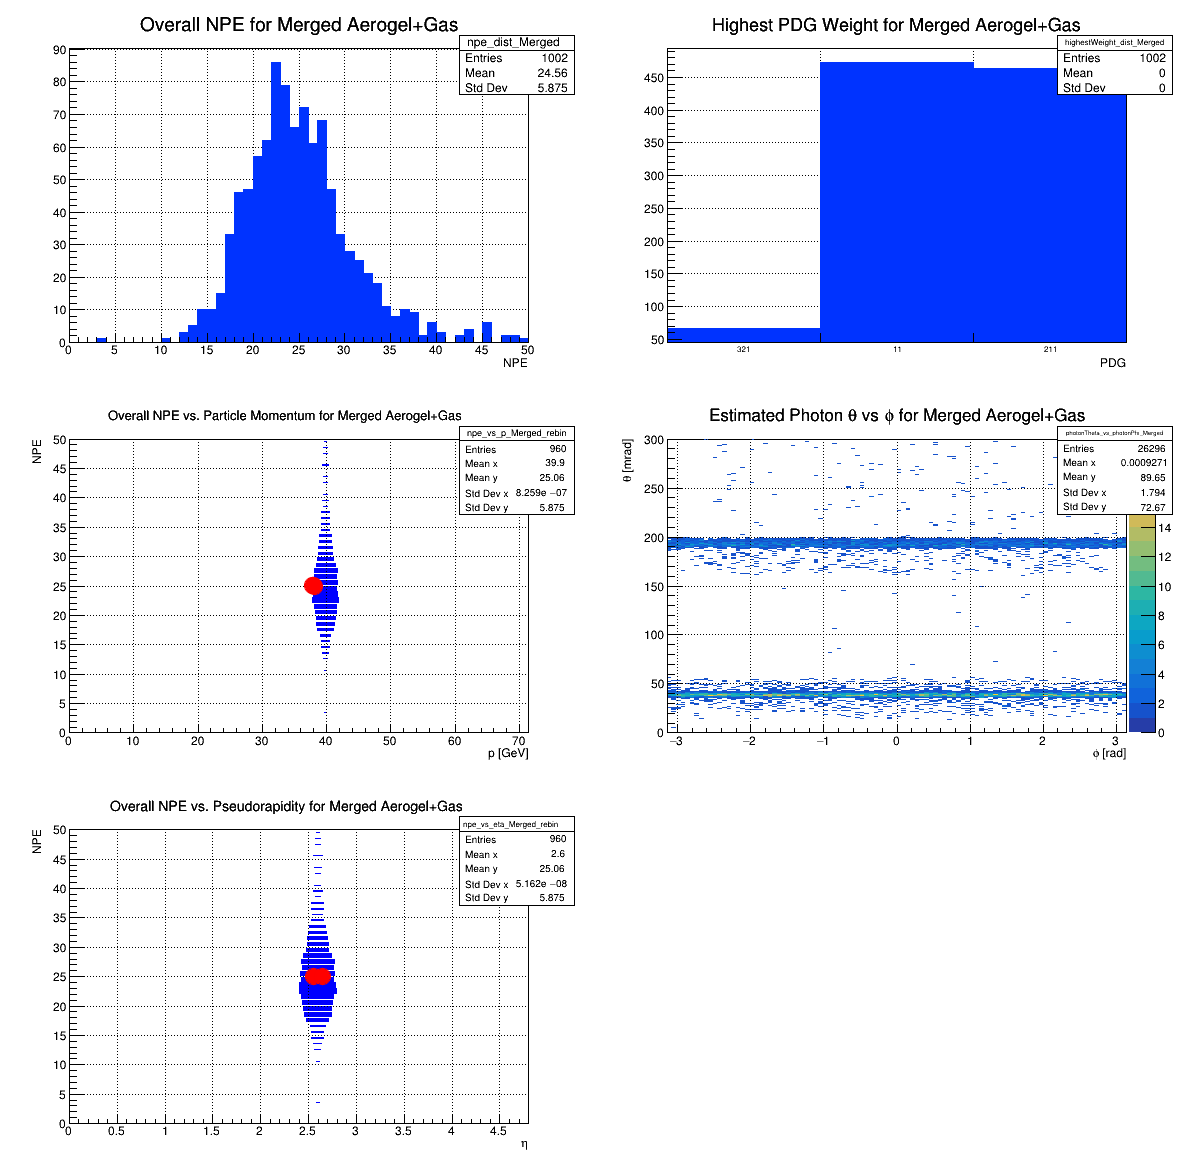 Overall NPE for Merged Aerogel+Gas
npe_dist_Merged
Entries 1002
Mean 24.56
Std Dev 5.875
90
80
70
60
50
40
30
20
10
0
0 5 10 15 20 25 30 35 40 45 50
NPE
Highest PDG Weight for Merged Aerogel+Gas
highestWeight_dist_Merged
Entries 1002
Mean 0
Std Dev 0
450
400
350
300
250
200
150
100
50
321 11 211
PDG
Overall NPE vs. Particle Momentum for Merged Aerogel+Gas
npe_vs_p_Merged_rebin
Entries 960
Mean x 39.9
Mean y 25.06
Std Dev x 8.259e −07
Std Dev y 5.875
NPE
50
45
40
35
30
25
20
15
10
5
0
0 10 20 30 40 50 60 70
p [GeV]
Estimated Photon θ vs ϕ for Merged Aerogel+Gas
photonTheta_vs_photonPhi_Merged
Entries 26296
Mean x 0.0009271
Mean y 89.65
Std Dev x 1.794
Std Dev y 72.67
θ [mrad]
300
250
200
150
100
50
0
−3 −2 −1 0 1 2 3
ϕ [rad]
14
12
10
8
6
4
2
0
Overall NPE vs. Pseudorapidity for Merged Aerogel+Gas
npe_vs_eta_Merged_rebin
Entries 960
Mean x 2.6
Mean y 25.06
Std Dev x 5.162e −08
Std Dev y 5.875
NPE
50
45
40
35
30
25
20
15
10
5
0
0 0.5 1 1.5 2 2.5 3 3.5 4 4.5
η